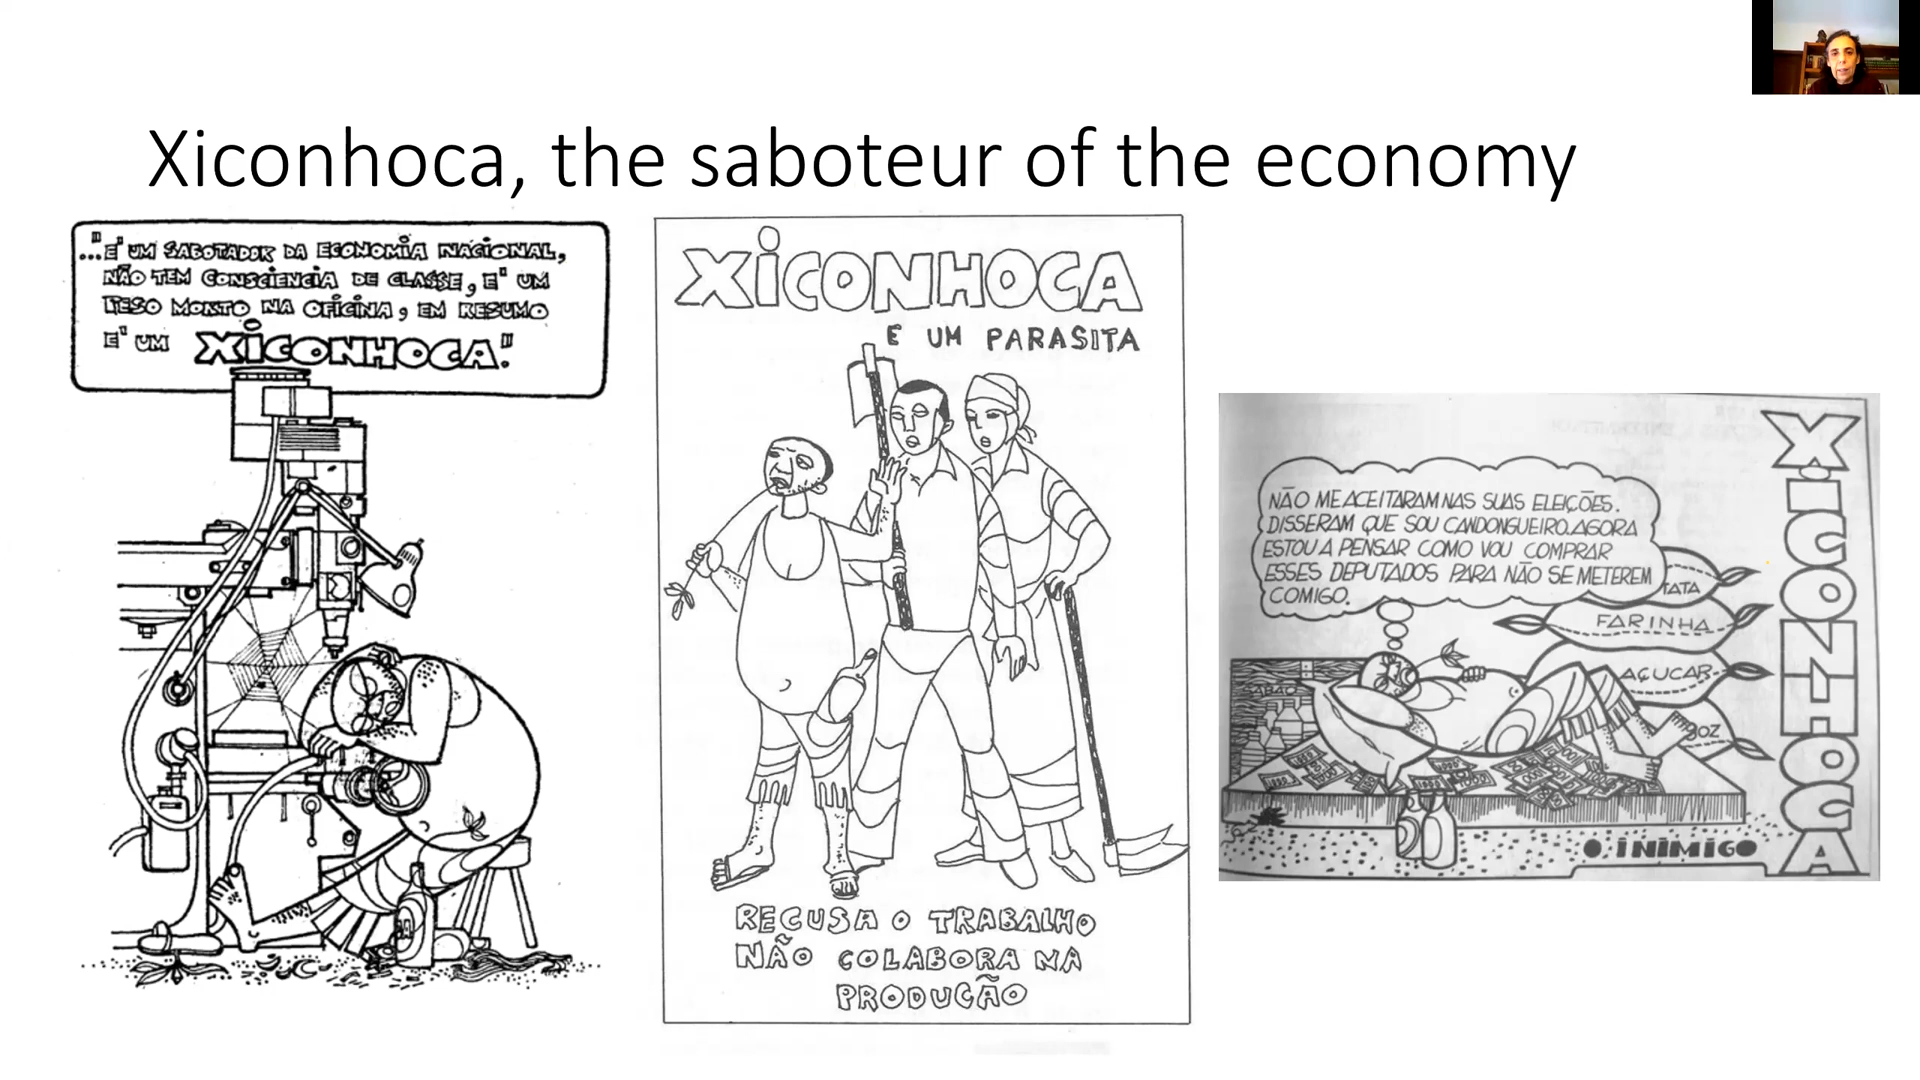 Xiconhoca, the saboteur of the economy
..."E' UM SABOTADOR DA ECONOMIA NACIONAL,
NÃO TEM CONSCIENCIA DE CLASSE, E' UM
PESO MORTO NA OFICINA, EM RESUMO
E' UM XICONHOCA."
XICONHOCA
E UM PARASITA
RECUSA O TRABALHO
NÃO COLABORA NA
PRODUÇÃO
NÃO ME ACEITARAM NAS SUAS ELEIÇÕES.
DISSERAM QUE SOU CANDONGUEIRO. AGORA
ESTOU A PENSAR COMO VOU COMPRAR
ESSES DEPUTADOS PARA NÃO SE METEREM
COMIGO.
TATA
FARINHA
AÇUCAR
SABÃO
XICONHOCA
O INIMIGO